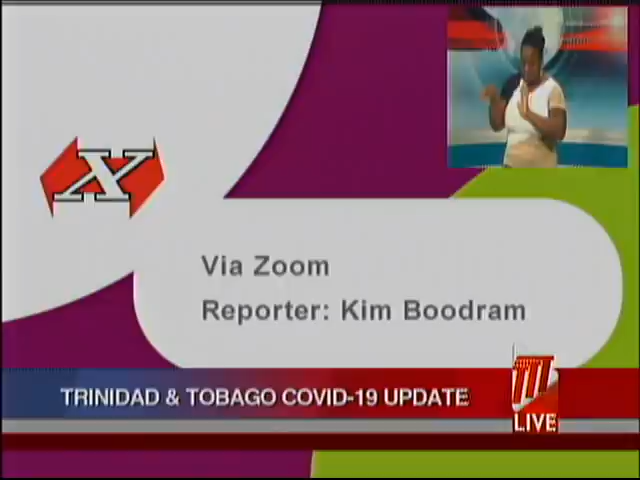 X
Via Zoom
Reporter: Kim Boodram
TRINIDAD & TOBAGO COVID-19 UPDATE
LIVE